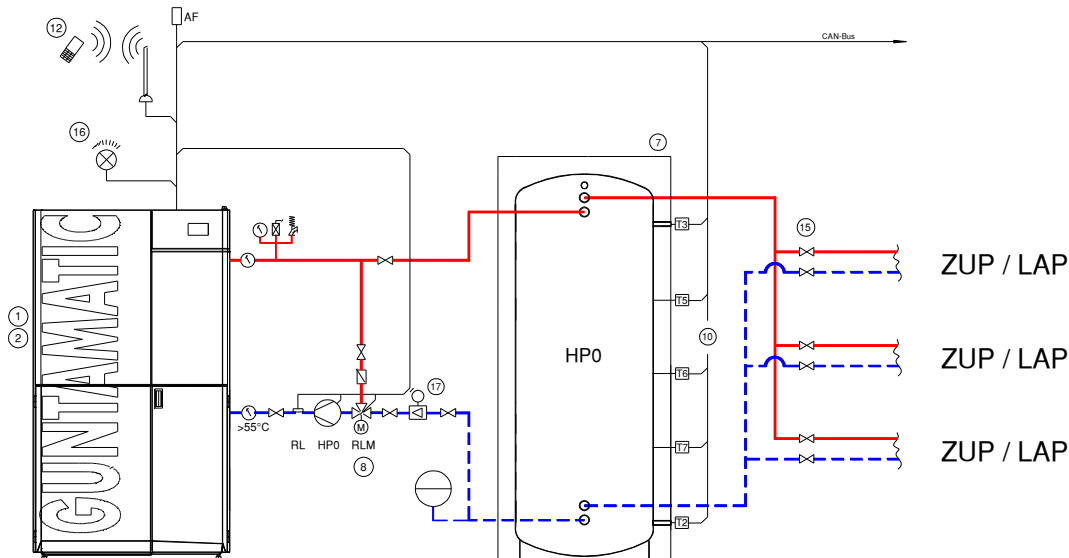 12
AF
CAN-Bus
16
7
GUNTAMATIC
T3
15
ZUP / LAP
1
2
T5
10
HP0
ZUP / LAP
T6
17
>55°C
RL
HP0
RLM
M
8
T7
ZUP / LAP
T2